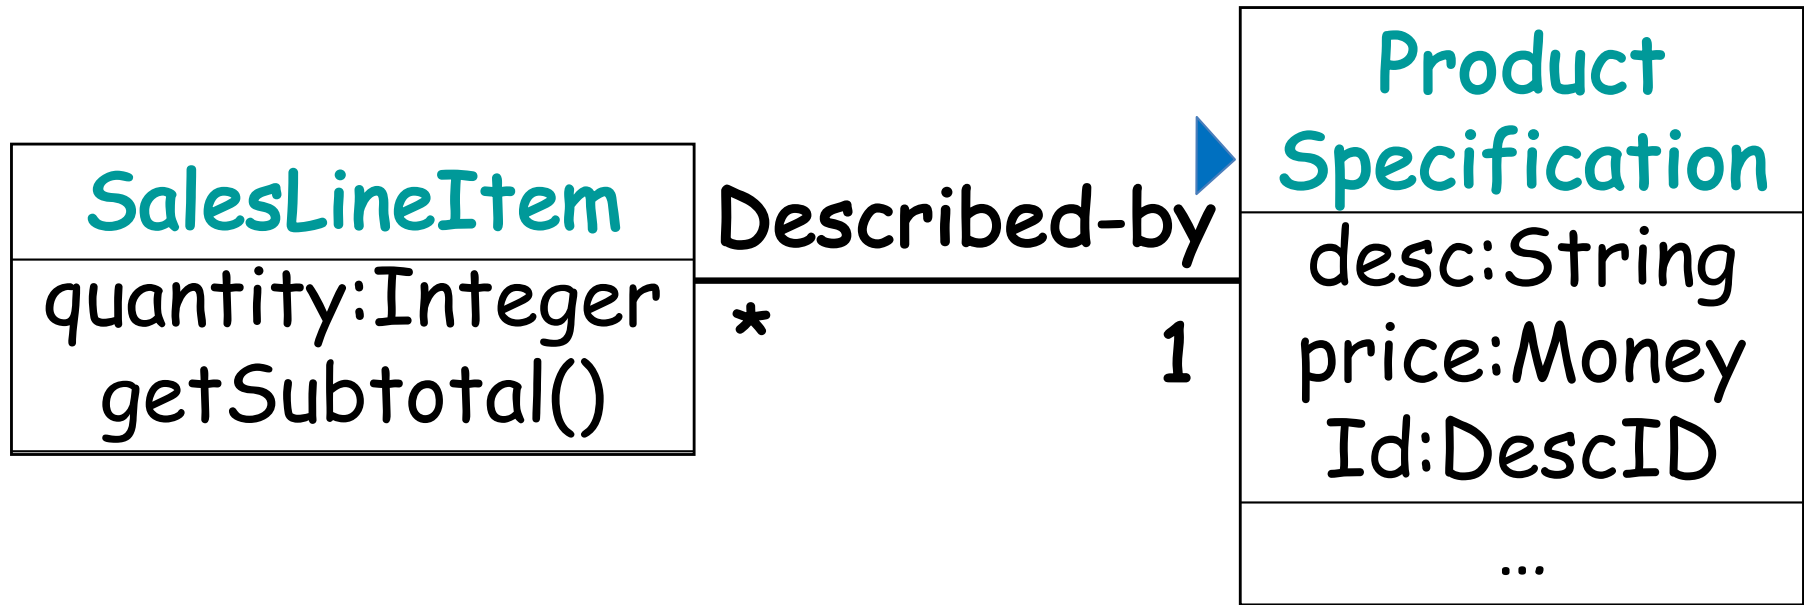 SalesLineItem
quantity:Integer
getSubtotal()
Described-by
*
1
Product
Specification
desc:String
price:Money
Id:DescID
...